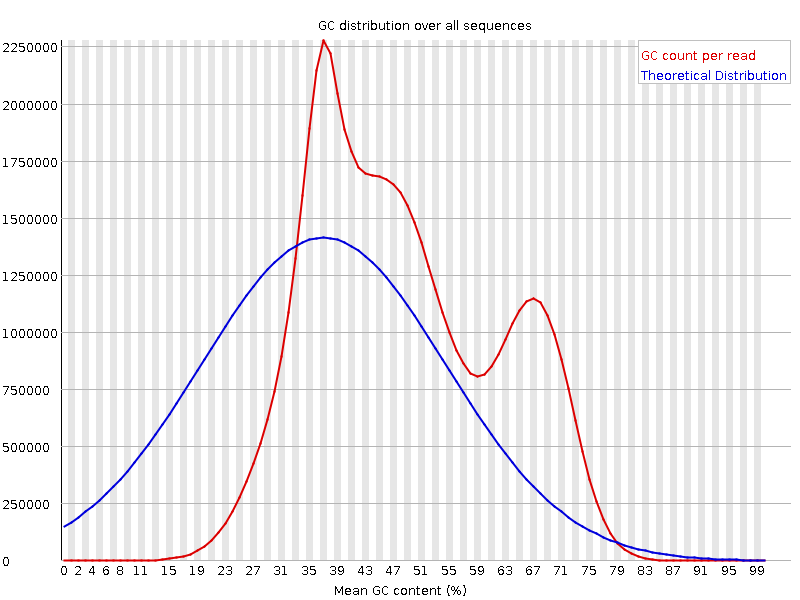 GC distribution over all sequences
GC count per read
Theoretical Distribution
2250000
2000000
1750000
1500000
1250000
1000000
750000
500000
250000
0
0 2 4 6 8 11 15 19 23 27 31 35 39 43 47 51 55 59 63 67 71 75 79 83 87 91 95 99
Mean GC content (%)